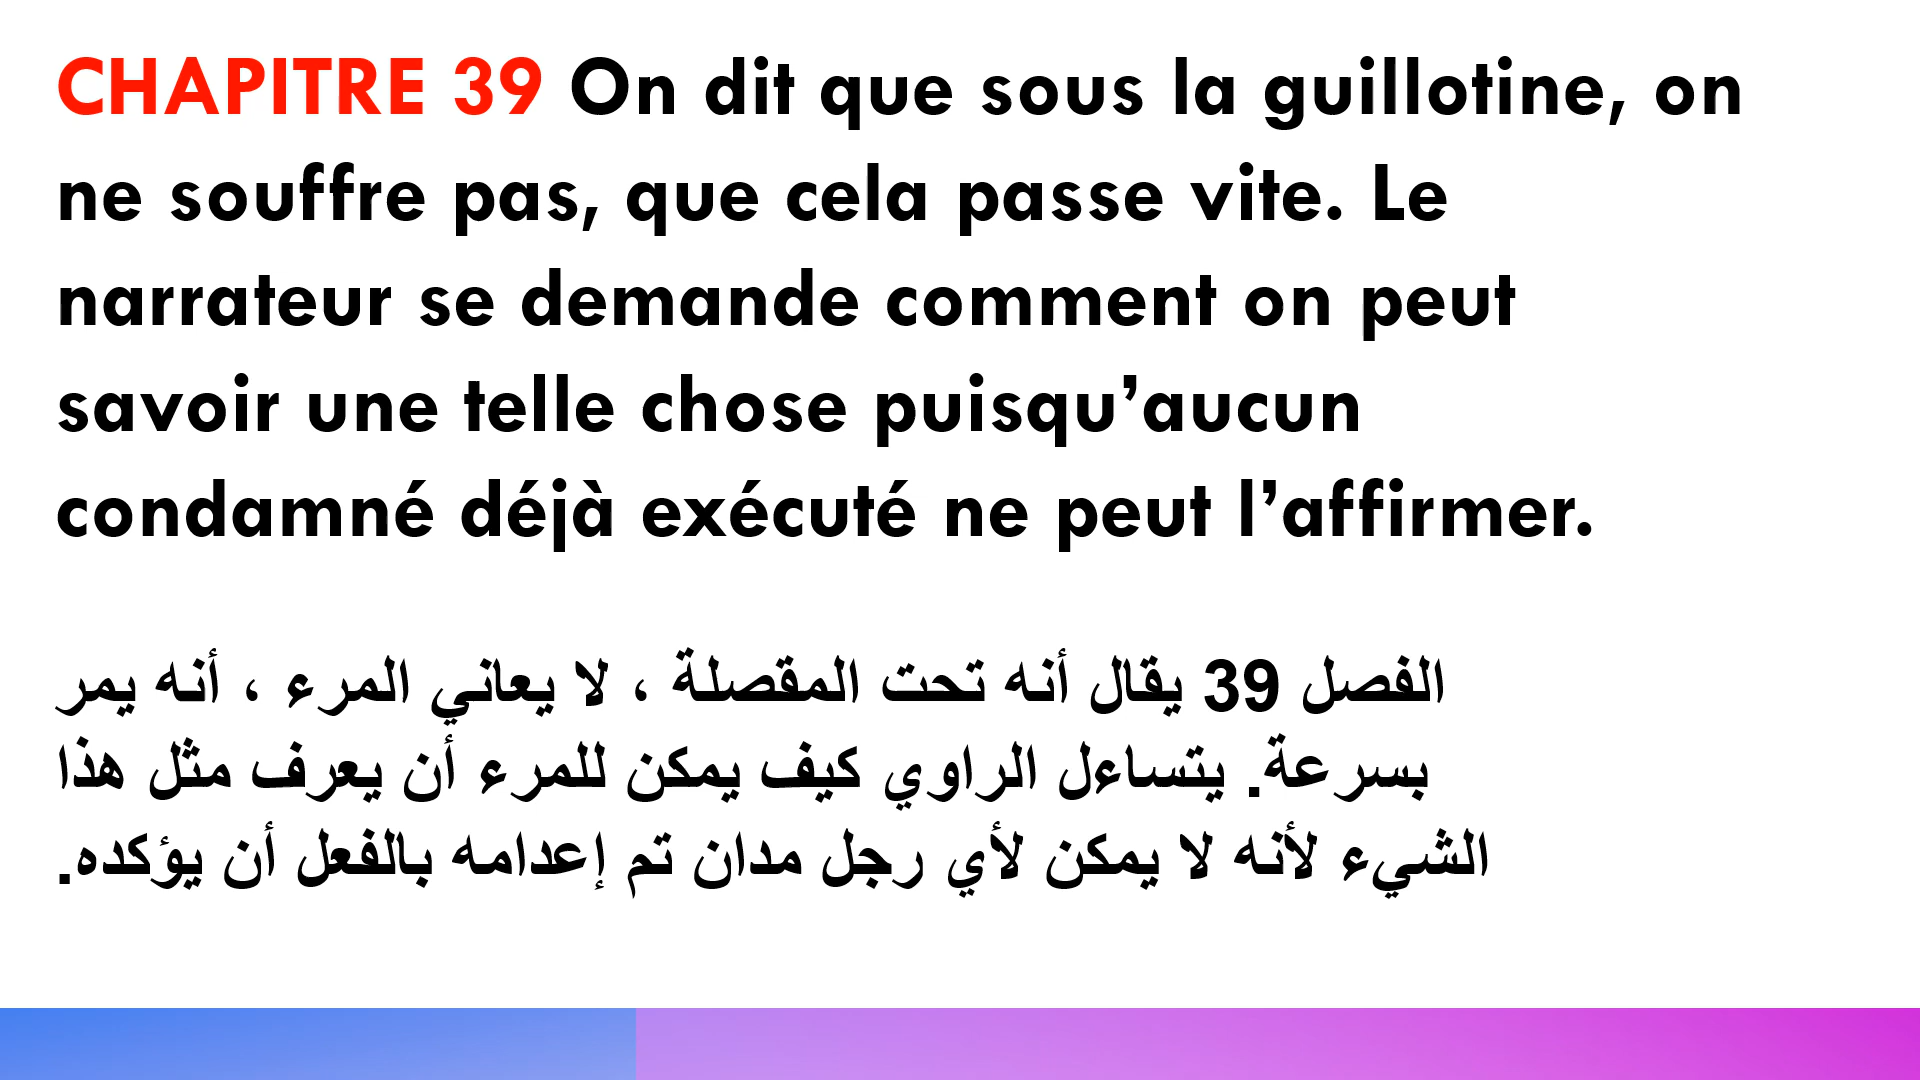 CHAPITRE 39 On dit que sous la guillotine, on
ne souffre pas, que cela passe vite. Le
narrateur se demande comment on peut
savoir une telle chose puisqu’aucun
condamné déjà exécuté ne peut l’affirmer.
الفصل 39 يقال أنه تحت المقصلة ، لا يعاني المرء ، أنه يمر
بسرعة. يتساءل الراوي كيف يمكن للمرء أن يعرف مثل هذا
الشيء لأنه لا يمكن لأي رجل مدان تم إعدامه بالفعل أن يؤكده.